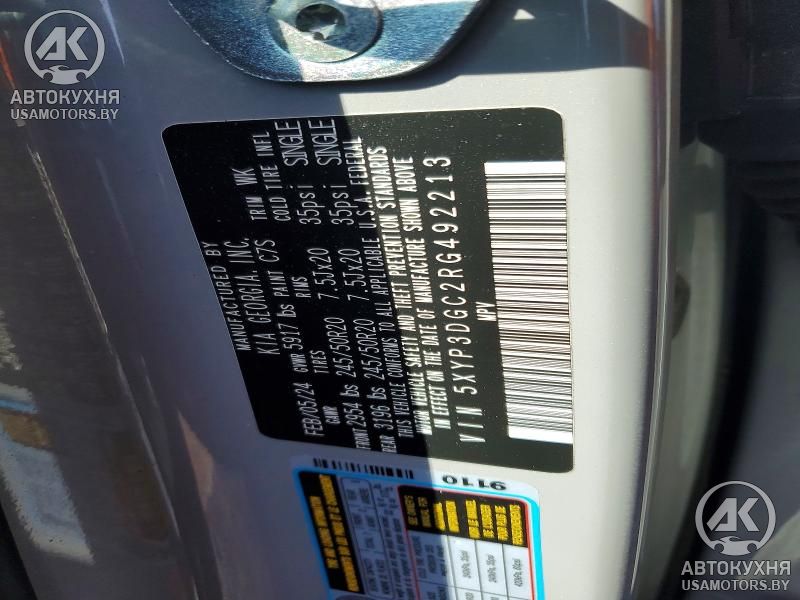 АК
АВТОКУХНЯ
USAMOTORS.BY
MANUFACTURED BY
KIA GEORGIA, INC.
FEB/05/24 GVWR 5917 lbs PAINT C7S TRIM WK
GAWR TIRES RIMS COLD TIRE INFL
FRONT 2954 lbs 245/50R20 7.5Jx20 35psi SINGLE
REAR 3196 lbs 245/50R20 7.5Jx20 35psi SINGLE
THIS VEHICLE CONFORMS TO ALL APPLICABLE U.S.A. FEDERAL
MOTOR VEHICLE SAFETY AND THEFT PREVENTION STANDARDS
IN EFFECT ON THE DATE OF MANUFACTURE SHOWN ABOVE
VIN 5XYP3DGC2RG492213
MPV
9110
АК
АВТОКУХНЯ
USAMOTORS.BY